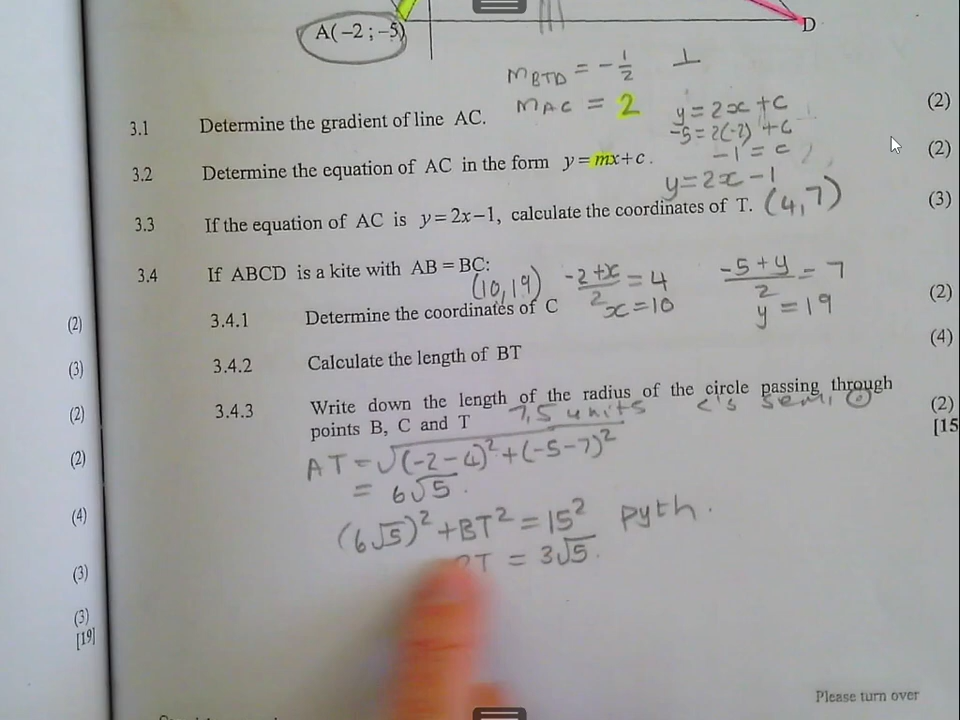 A(−2 ; −5)
D
m_BTD = −1/2 ⊥
3.1 Determine the gradient of line AC. m_AC = 2 (2)
y = 2x + c
−5 = 2(−2) + c
−1 = c
3.2 Determine the equation of AC in the form y = mx + c . (2)
y = 2x − 1
3.3 If the equation of AC is y = 2x − 1, calculate the coordinates of T. (4,7) (3)
3.4 If ABCD is a kite with AB = BC:
(10,19) (−2+x)/2 = 4 (−5+y)/2 = 7
x = 10 y = 19
3.4.1 Determine the coordinates of C (2)
3.4.2 Calculate the length of BT (4)
3.4.3 Write down the length of the radius of the circle passing through
points B, C and T 7,5 units (2)
[15
AT = √((−2−4)² + (−5−7)²)
= 6√5.
(6√5)² + BT² = 15² Pyth.
BT = 3√5.
(2)
(3)
(2)
(2)
(4)
(3)
(3)
[19]
Please turn over